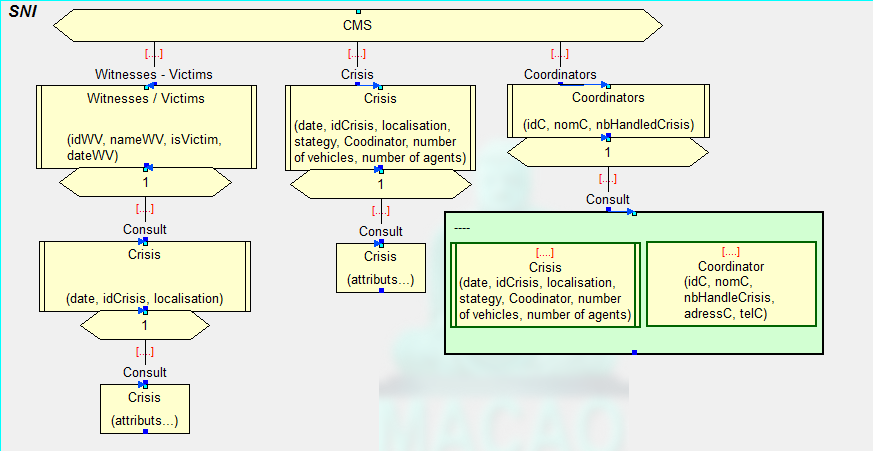 SNI
CMS
[....]
[....]
[....]
Witnesses - Victims
Crisis
Coordinators
Witnesses / Victims
(idWV, nameWV, isVictim,
dateWV)
1
[....]
Consult
Crisis
(date, idCrisis, localisation)
1
[....]
Consult
Crisis
(attributs...)
Crisis
(date, idCrisis, localisation,
stategy, Coodinator, number
of vehicles, number of agents)
1
[....]
Consult
Crisis
(attributs...)
Coordinators
(idC, nomC, nbHandledCrisis)
1
[....]
Consult
----
[....]
Crisis
(date, idCrisis, localisation,
stategy, Coodinator, number
of vehicles, number of agents)
[....]
Coordinator
(idC, nomC,
nbHandleCrisis,
adressC, telC)
MACAO